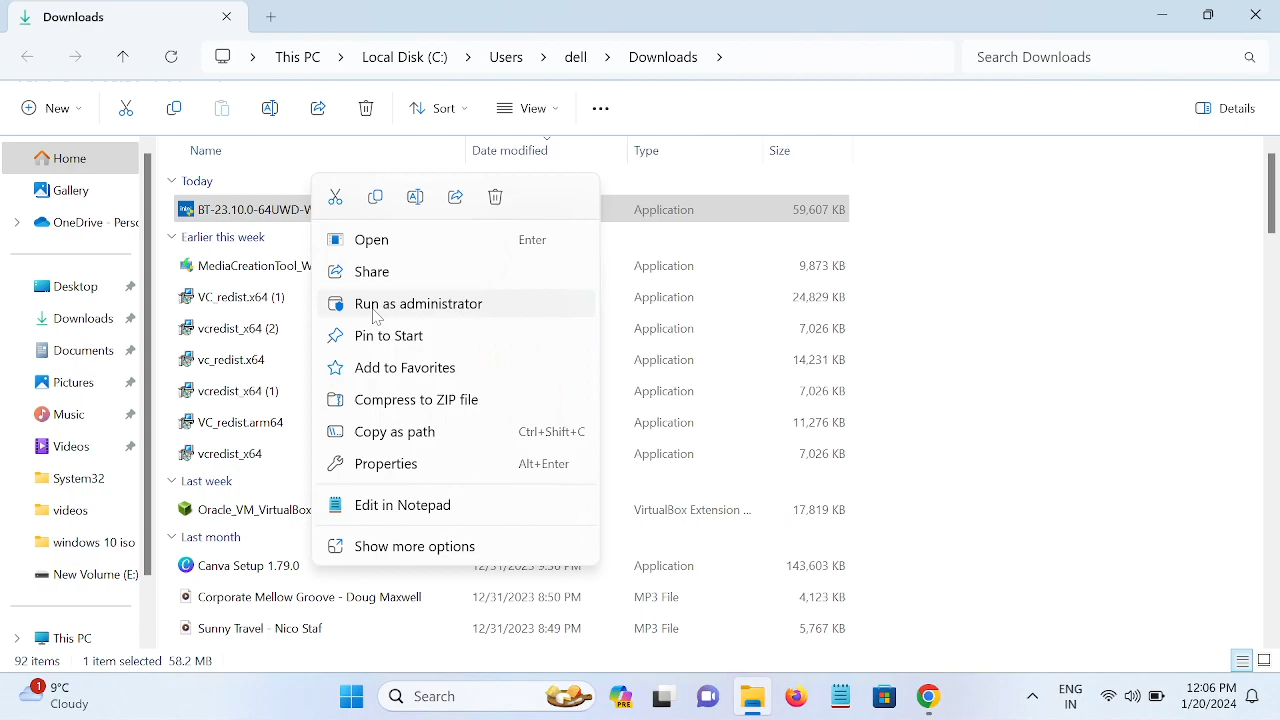 Downloads
This PC > Local Disk (C:) > Users > dell > Downloads >
Search Downloads
New
Sort
View
Details
Name
Date modified
Type
Size
Home
Gallery
OneDrive - Perso
Desktop
Downloads
Documents
Pictures
Music
Videos
System32
videos
windows 10 iso
New Volume (E:)
This PC
Today
BT-23.10.0-64UWD-W
Application
59,607 KB
Earlier this week
MediaCreationTool_W
Application
9,873 KB
VC_redist.x64 (1)
Application
24,829 KB
vcredist_x64 (2)
Application
7,026 KB
vc_redist.x64
Application
14,231 KB
vcredist_x64 (1)
Application
7,026 KB
VC_redist.arm64
Application
11,276 KB
vcredist_x64
Application
7,026 KB
Last week
Oracle_VM_VirtualBox
VirtualBox Extension ...
17,819 KB
Last month
Canva Setup 1.79.0
12/31/2023 9:56 PM
Application
143,603 KB
Corporate Mellow Groove - Doug Maxwell
12/31/2023 8:50 PM
MP3 File
4,123 KB
Sunny Travel - Nico Staf
12/31/2023 8:49 PM
MP3 File
5,767 KB
Open Enter
Share
Run as administrator
Pin to Start
Add to Favorites
Compress to ZIP file
Copy as path Ctrl+Shift+C
Properties Alt+Enter
Edit in Notepad
Show more options
92 items 1 item selected 58.2 MB
1
9°C
Search
PRE
ENG
IN
12:06 PM
1/20/2024